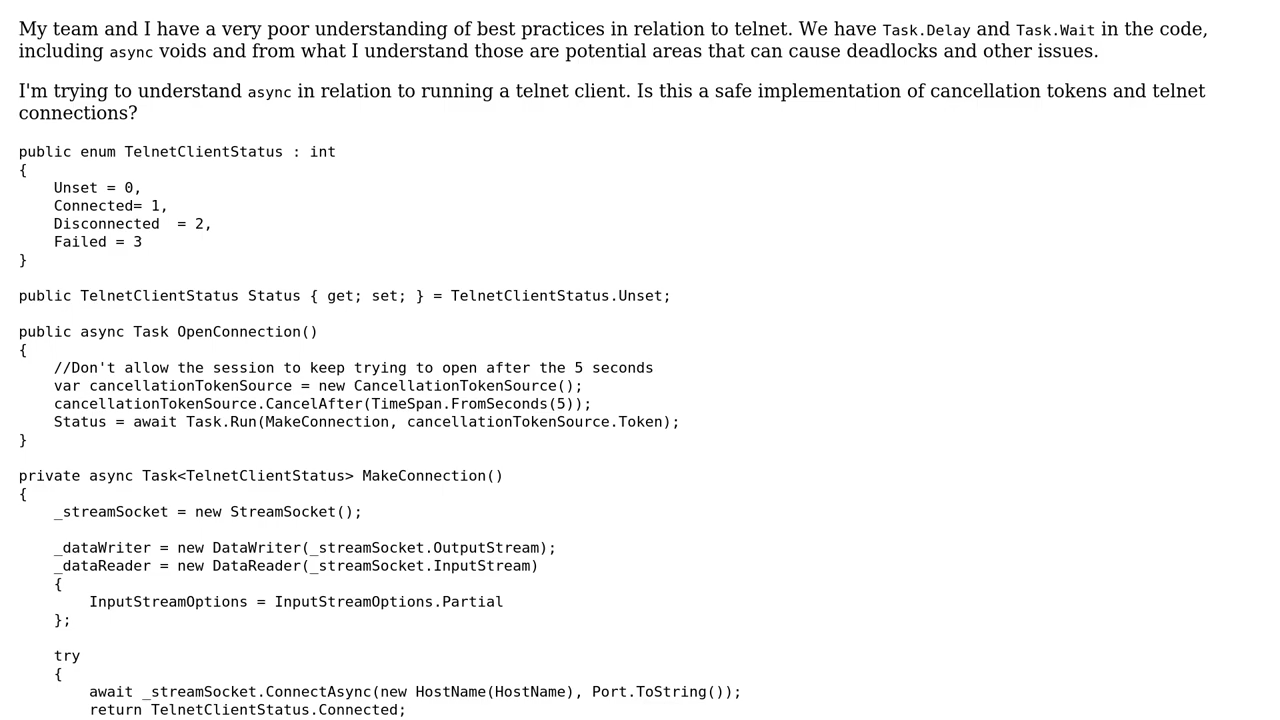 My team and I have a very poor understanding of best practices in relation to telnet. We have Task.Delay and Task.Wait in the code,
including async voids and from what I understand those are potential areas that can cause deadlocks and other issues.
I'm trying to understand async in relation to running a telnet client. Is this a safe implementation of cancellation tokens and telnet
connections?
public enum TelnetClientStatus : int
{
    Unset = 0,
    Connected= 1,
    Disconnected  = 2,
    Failed = 3
}
public TelnetClientStatus Status { get; set; } = TelnetClientStatus.Unset;
public async Task OpenConnection()
{
    //Don't allow the session to keep trying to open after the 5 seconds
    var cancellationTokenSource = new CancellationTokenSource();
    cancellationTokenSource.CancelAfter(TimeSpan.FromSeconds(5));
    Status = await Task.Run(MakeConnection, cancellationTokenSource.Token);
}
private async Task<TelnetClientStatus> MakeConnection()
{
    _streamSocket = new StreamSocket();
    _dataWriter = new DataWriter(_streamSocket.OutputStream);
    _dataReader = new DataReader(_streamSocket.InputStream)
    {
        InputStreamOptions = InputStreamOptions.Partial
    };
    try
    {
        await _streamSocket.ConnectAsync(new HostName(HostName), Port.ToString());
        return TelnetClientStatus.Connected;